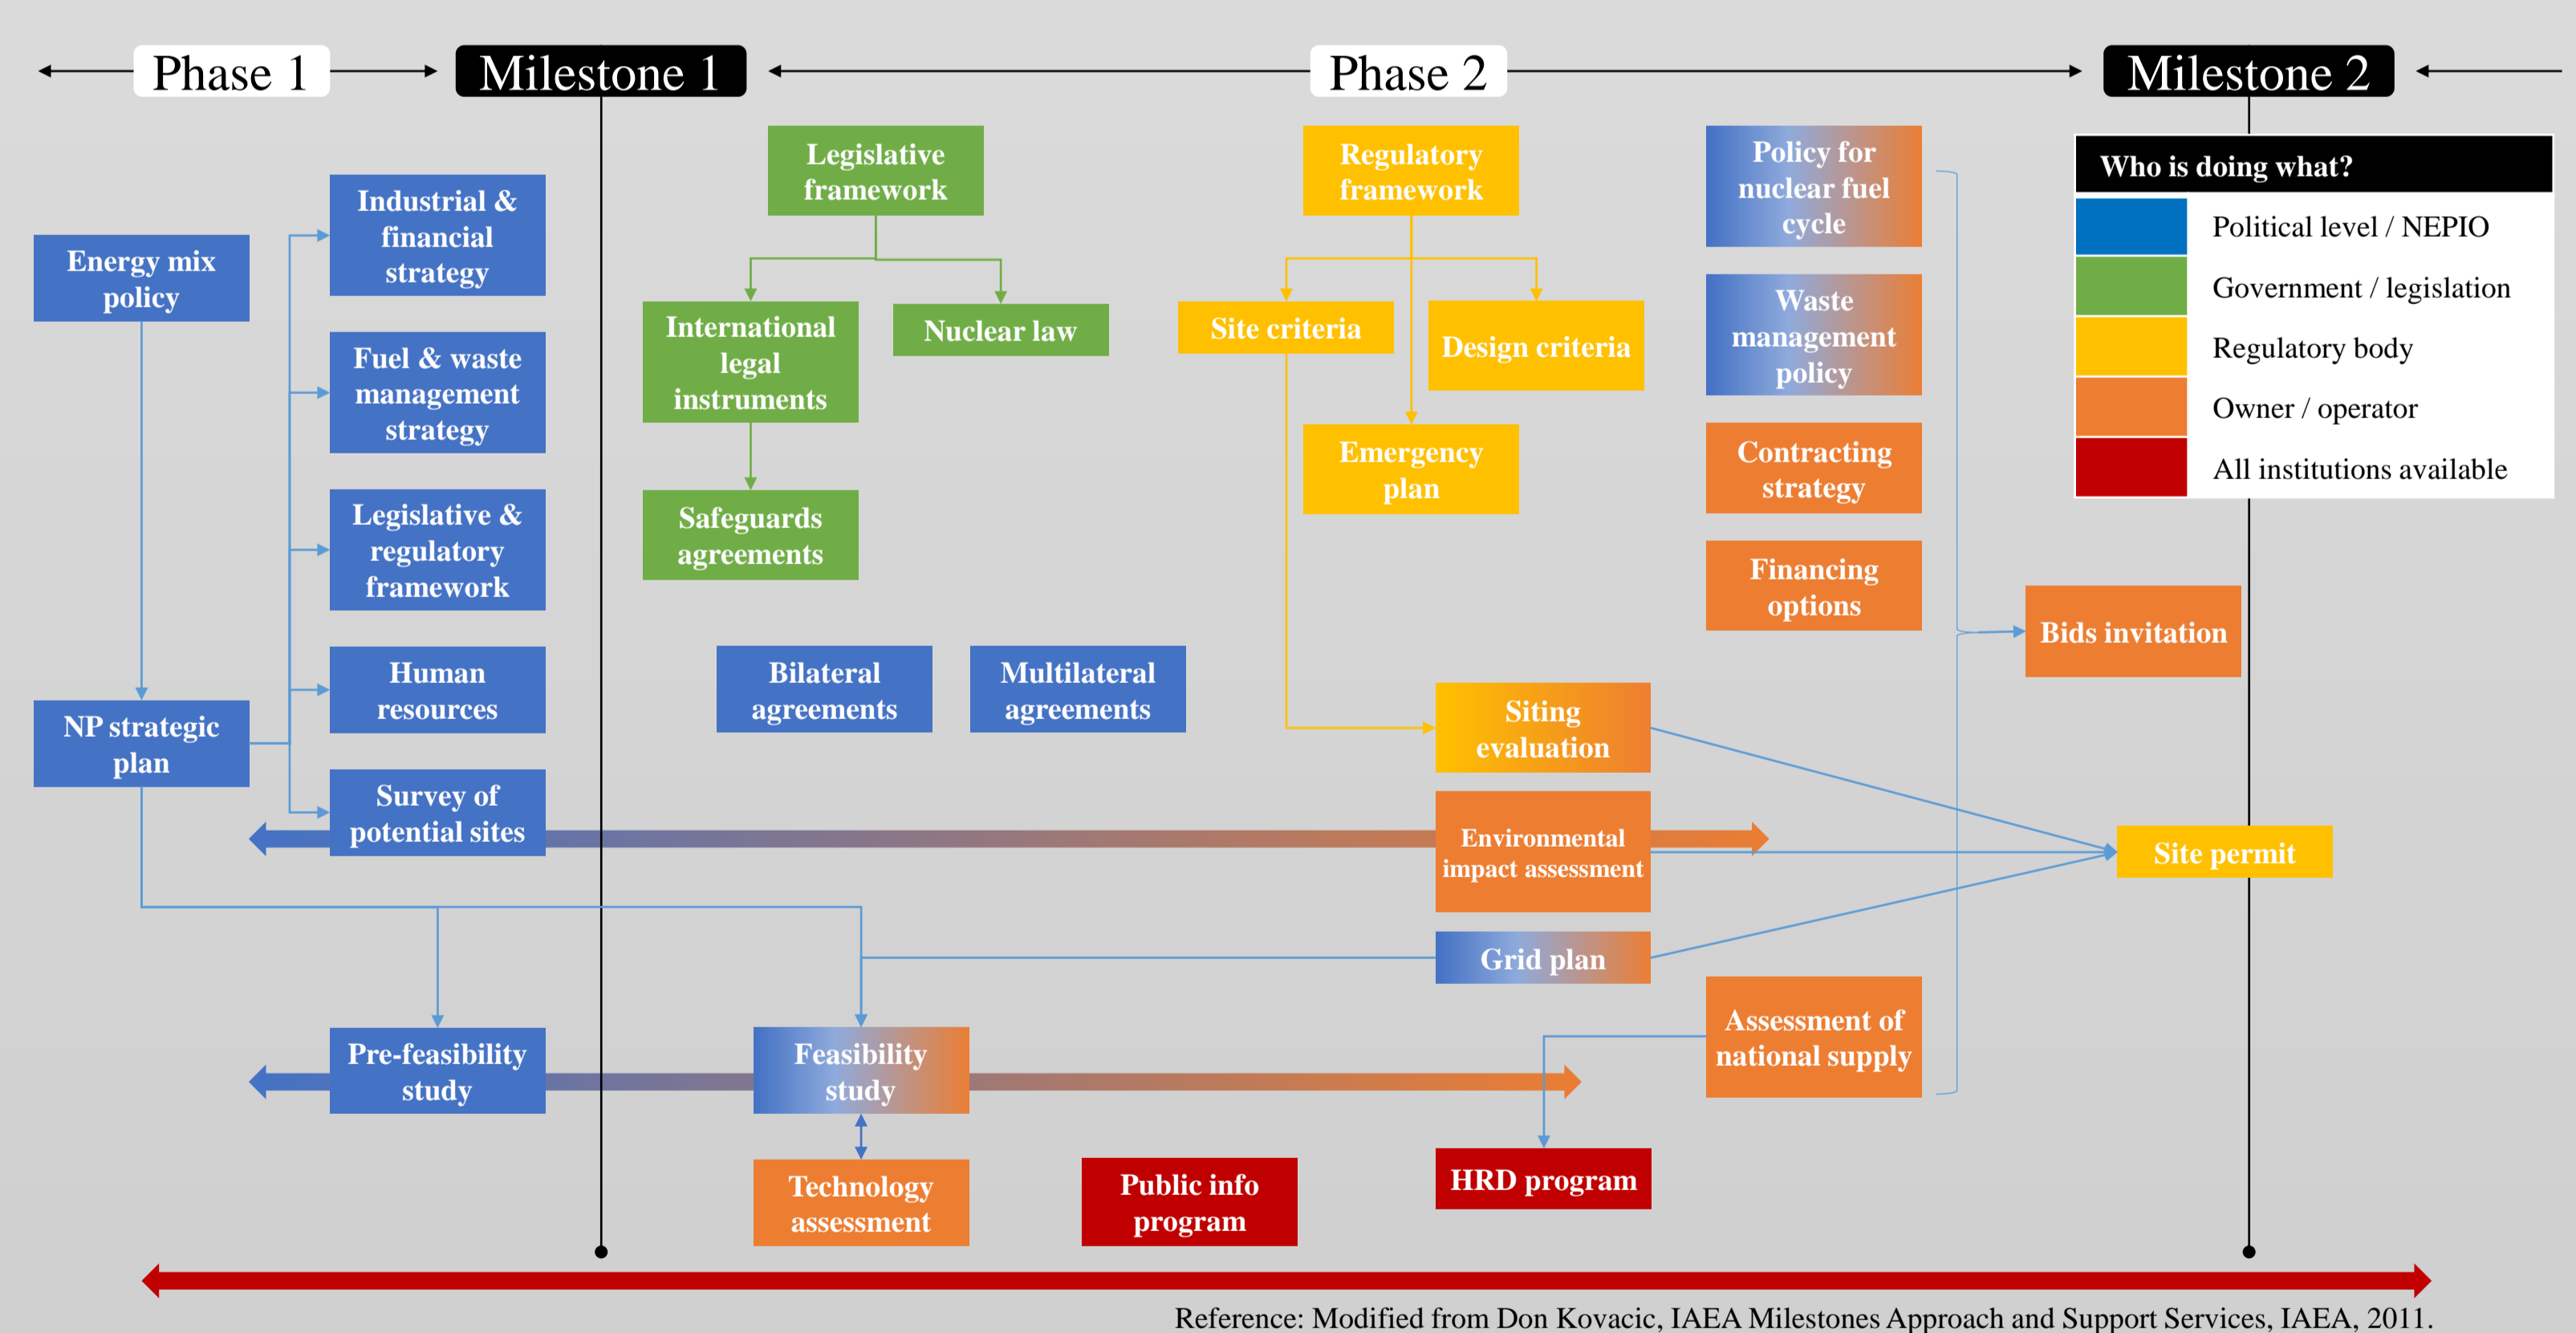 Phase 1
Milestone 1
Phase 2
Milestone 2
Energy mix
policy
NP strategic
plan
Industrial &
financial
strategy
Fuel & waste
management
strategy
Legislative &
regulatory
framework
Human
resources
Survey of
potential sites
Pre-feasibility
study
Legislative
framework
International
legal
instruments
Nuclear law
Safeguards
agreements
Bilateral
agreements
Multilateral
agreements
Feasibility
study
Technology
assessment
Public info
program
Regulatory
framework
Site criteria
Design criteria
Emergency
plan
Siting
evaluation
Environmental
impact assessment
Grid plan
HRD program
Policy for
nuclear fuel
cycle
Waste
management
policy
Contracting
strategy
Financing
options
Assessment of
national supply
Bids invitation
Site permit
Who is doing what?
Political level / NEPIO
Government / legislation
Regulatory body
Owner / operator
All institutions available
Reference: Modified from Don Kovacic, IAEA Milestones Approach and Support Services, IAEA, 2011.